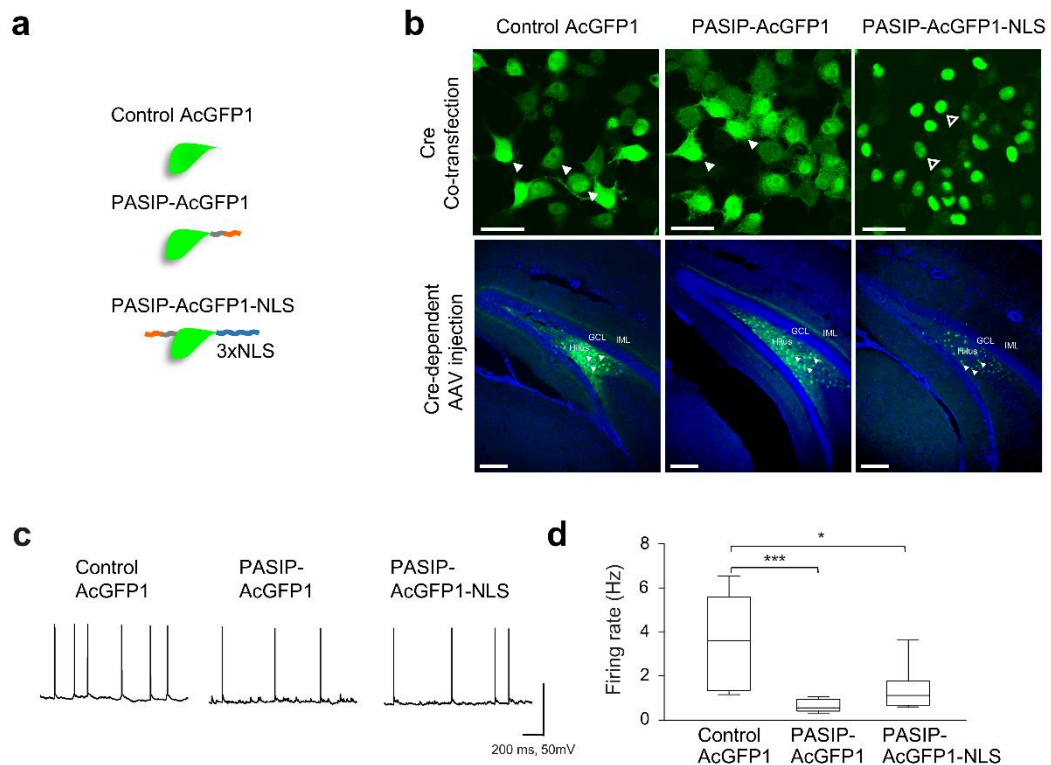 a
Control AcGFP1
PASIP-AcGFP1
PASIP-AcGFP1-NLS
3xNLS
b
Control AcGFP1
PASIP-AcGFP1
PASIP-AcGFP1-NLS
Cre
Co-transfection
Cre-dependent
AAV injection
GCL
IML
Hilus
GCL
IML
Hilus
GCL
IML
Hilus
c
Control
AcGFP1
PASIP-
AcGFP1
PASIP-
AcGFP1-NLS
200 ms, 50mV
d
Firing rate (Hz)
8
6
4
2
0
*
***
Control
AcGFP1
PASIP-
AcGFP1
PASIP-
AcGFP1-NLS